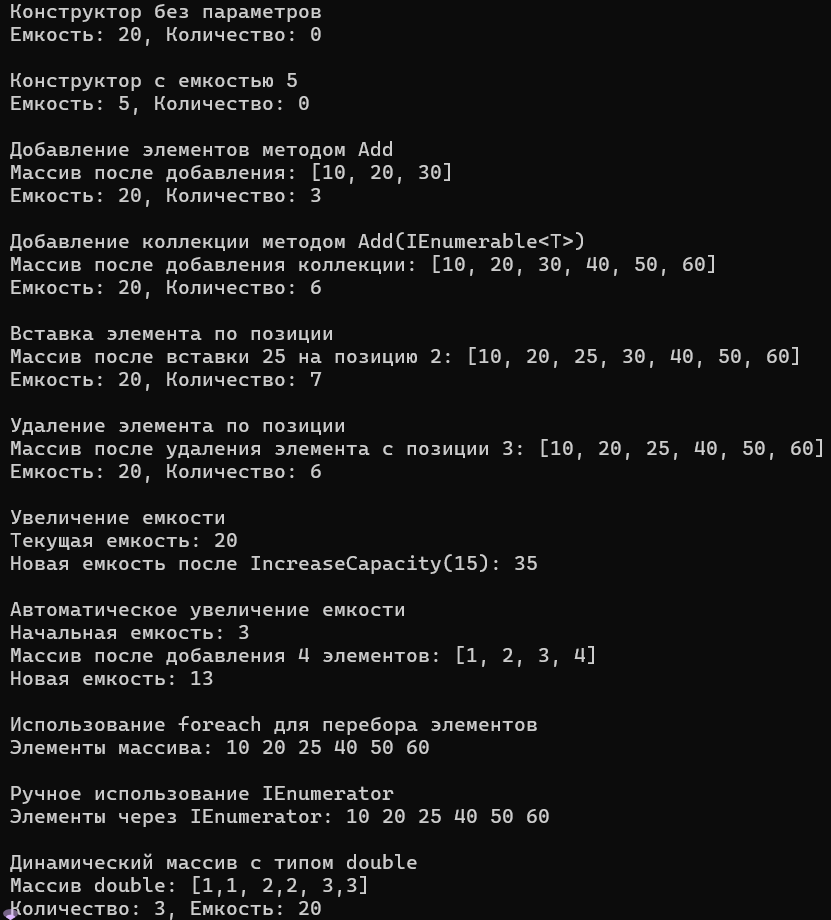 Конструктор без параметров
Емкость: 20, Количество: 0
Конструктор с емкостью 5
Емкость: 5, Количество: 0
Добавление элементов методом Add
Массив после добавления: [10, 20, 30]
Емкость: 20, Количество: 3
Добавление коллекции методом Add(IEnumerable<T>)
Массив после добавления коллекции: [10, 20, 30, 40, 50, 60]
Емкость: 20, Количество: 6
Вставка элемента по позиции
Массив после вставки 25 на позицию 2: [10, 20, 25, 30, 40, 50, 60]
Емкость: 20, Количество: 7
Удаление элемента по позиции
Массив после удаления элемента с позиции 3: [10, 20, 25, 40, 50, 60]
Емкость: 20, Количество: 6
Увеличение емкости
Текущая емкость: 20
Новая емкость после IncreaseCapacity(15): 35
Автоматическое увеличение емкости
Начальная емкость: 3
Массив после добавления 4 элементов: [1, 2, 3, 4]
Новая емкость: 13
Использование foreach для перебора элементов
Элементы массива: 10 20 25 40 50 60
Ручное использование IEnumerator
Элементы через IEnumerator: 10 20 25 40 50 60
Динамический массив с типом double
Массив double: [1,1, 2,2, 3,3]
Количество: 3, Емкость: 20